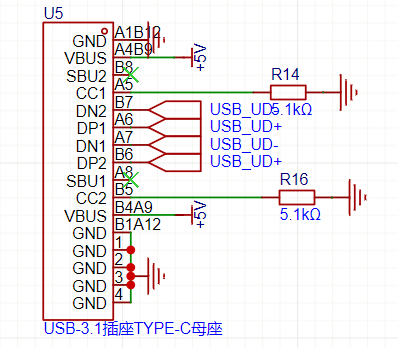 U5
GND A1B12
VBUS A4B9 +5V
SBU2 B8
CC1 A5 R14 5.1kΩ
DN2 B7 USB_UD-
DP1 A6 USB_UD+
DN1 A7 USB_UD-
DP2 B6 USB_UD+
SBU1 A8
CC2 B5 R16 5.1kΩ
VBUS B4A9 +5V
GND B1A12
GND 1
GND 2
GND 3
GND 4
USB-3.1插座TYPE-C母座